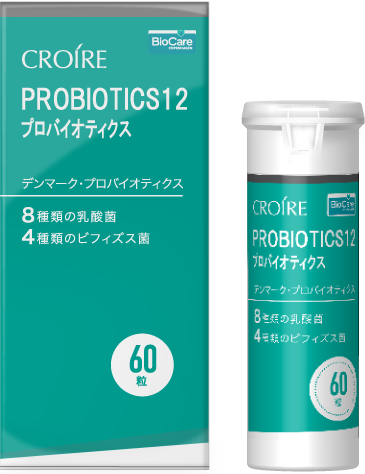 BioCare
COPENHAGEN
CROÍRE
PROBIOTICS12
プロバイオティクス
デンマーク・プロバイオティクス
8種類の乳酸菌
4種類のビフィズス菌
60
粒
CROÍRE
BioCare
PROBIOTICS12
プロバイオティクス
デンマーク・プロバイオティクス
8種類の乳酸菌
4種類のビフィズス菌
60
粒